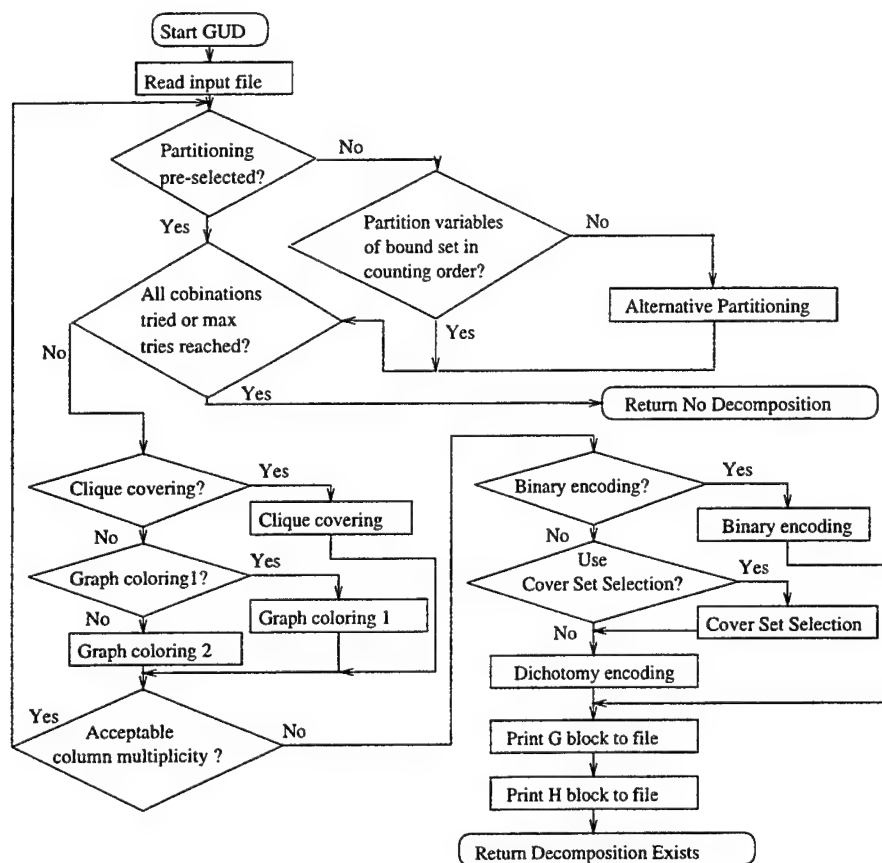 Start GUD
Read input file
Partitioning
pre-selected?
No
Yes
Partition variables
of bound set in
counting order?
No
Alternative Partitioning
Yes
All cobinations
tried or max
tries reached?
No
Yes
Return No Decomposition
Clique covering?
Yes
Clique covering
No
Graph coloring1?
Yes
Graph coloring 1
No
Graph coloring 2
Yes
Acceptable
column multiplicity ?
No
Binary encoding?
Yes
Binary encoding
No
Use
Cover Set Selection?
Yes
Cover Set Selection
No
Dichotomy encoding
Print G block to file
Print H block to file
Return Decomposition Exists